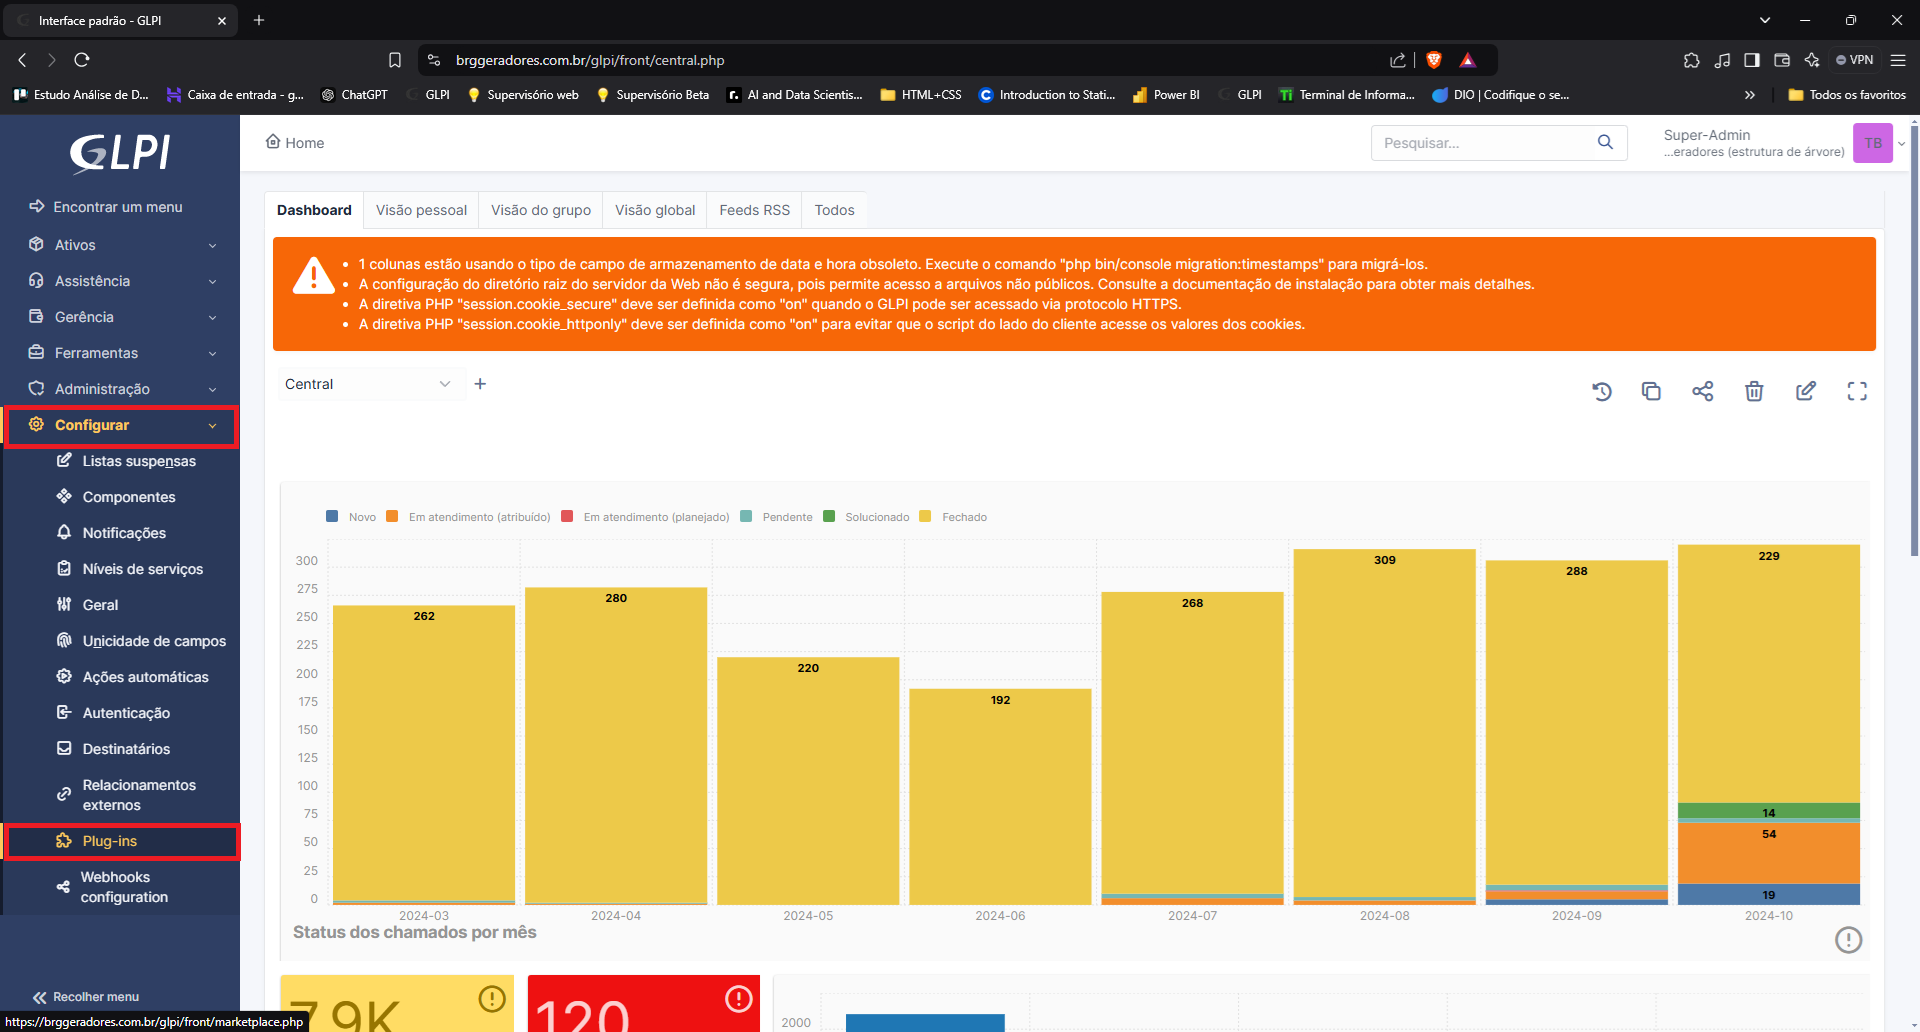 Interface padrão - GLPI
brggeradores.com.br/glpi/front/central.php
VPN
Estudo Análise de D...
Caixa de entrada - g...
ChatGPT
GLPI
Supervisório web
Supervisório Beta
AI and Data Scientis...
HTML+CSS
Introduction to Stati...
Power BI
GLPI
Terminal de Informa...
DIO | Codifique o se...
Todos os favoritos
GLPI
Home
Pesquisar...
Super-Admin
...eradores (estrutura de árvore)
TB
Encontrar um menu
Ativos
Assistência
Gerência
Ferramentas
Administração
Configurar
Listas suspensas
Componentes
Notificações
Níveis de serviços
Geral
Unicidade de campos
Ações automáticas
Autenticação
Destinatários
Relacionamentos
externos
Plug-ins
Webhooks
configuration
Recolher menu
https://brggeradores.com.br/glpi/front/marketplace.php
Dashboard
Visão pessoal
Visão do grupo
Visão global
Feeds RSS
Todos
1 colunas estão usando o tipo de campo de armazenamento de data e hora obsoleto. Execute o comando "php bin/console migration:timestamps" para migrá-los.
A configuração do diretório raiz do servidor da Web não é segura, pois permite acesso a arquivos não públicos. Consulte a documentação de instalação para obter mais detalhes.
A diretiva PHP "session.cookie_secure" deve ser definida como "on" quando o GLPI pode ser acessado via protocolo HTTPS.
A diretiva PHP "session.cookie_httponly" deve ser definida como "on" para evitar que o script do lado do cliente acesse os valores dos cookies.
Central
Novo
Em atendimento (atribuído)
Em atendimento (planejado)
Pendente
Solucionado
Fechado
300
275
250
225
200
175
150
125
100
75
50
25
0
262
280
220
192
268
309
288
229
14
54
19
2024-03
2024-04
2024-05
2024-06
2024-07
2024-08
2024-09
2024-10
Status dos chamados por mês
7.9K
120
2000